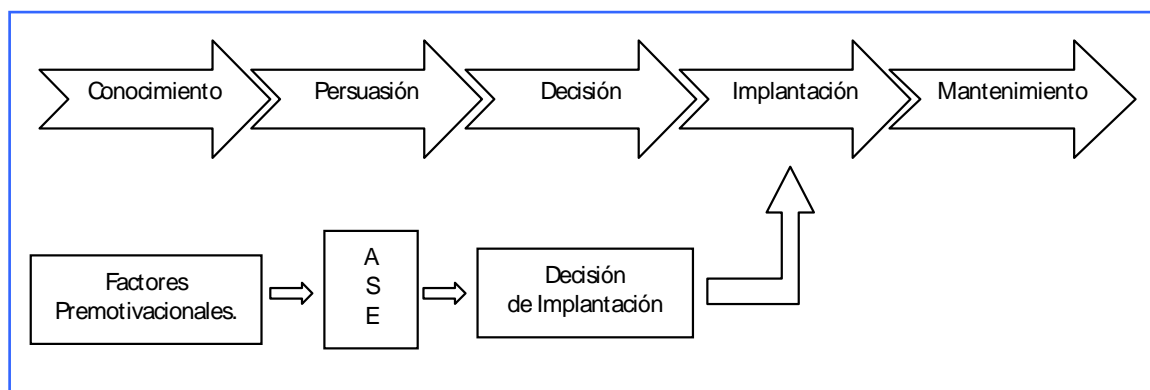 Conocimiento
Persuasión
Decisión
Implantación
Mantenimiento
Factores
Premotivacionales.
A
S
E
Decisión
de Implantación